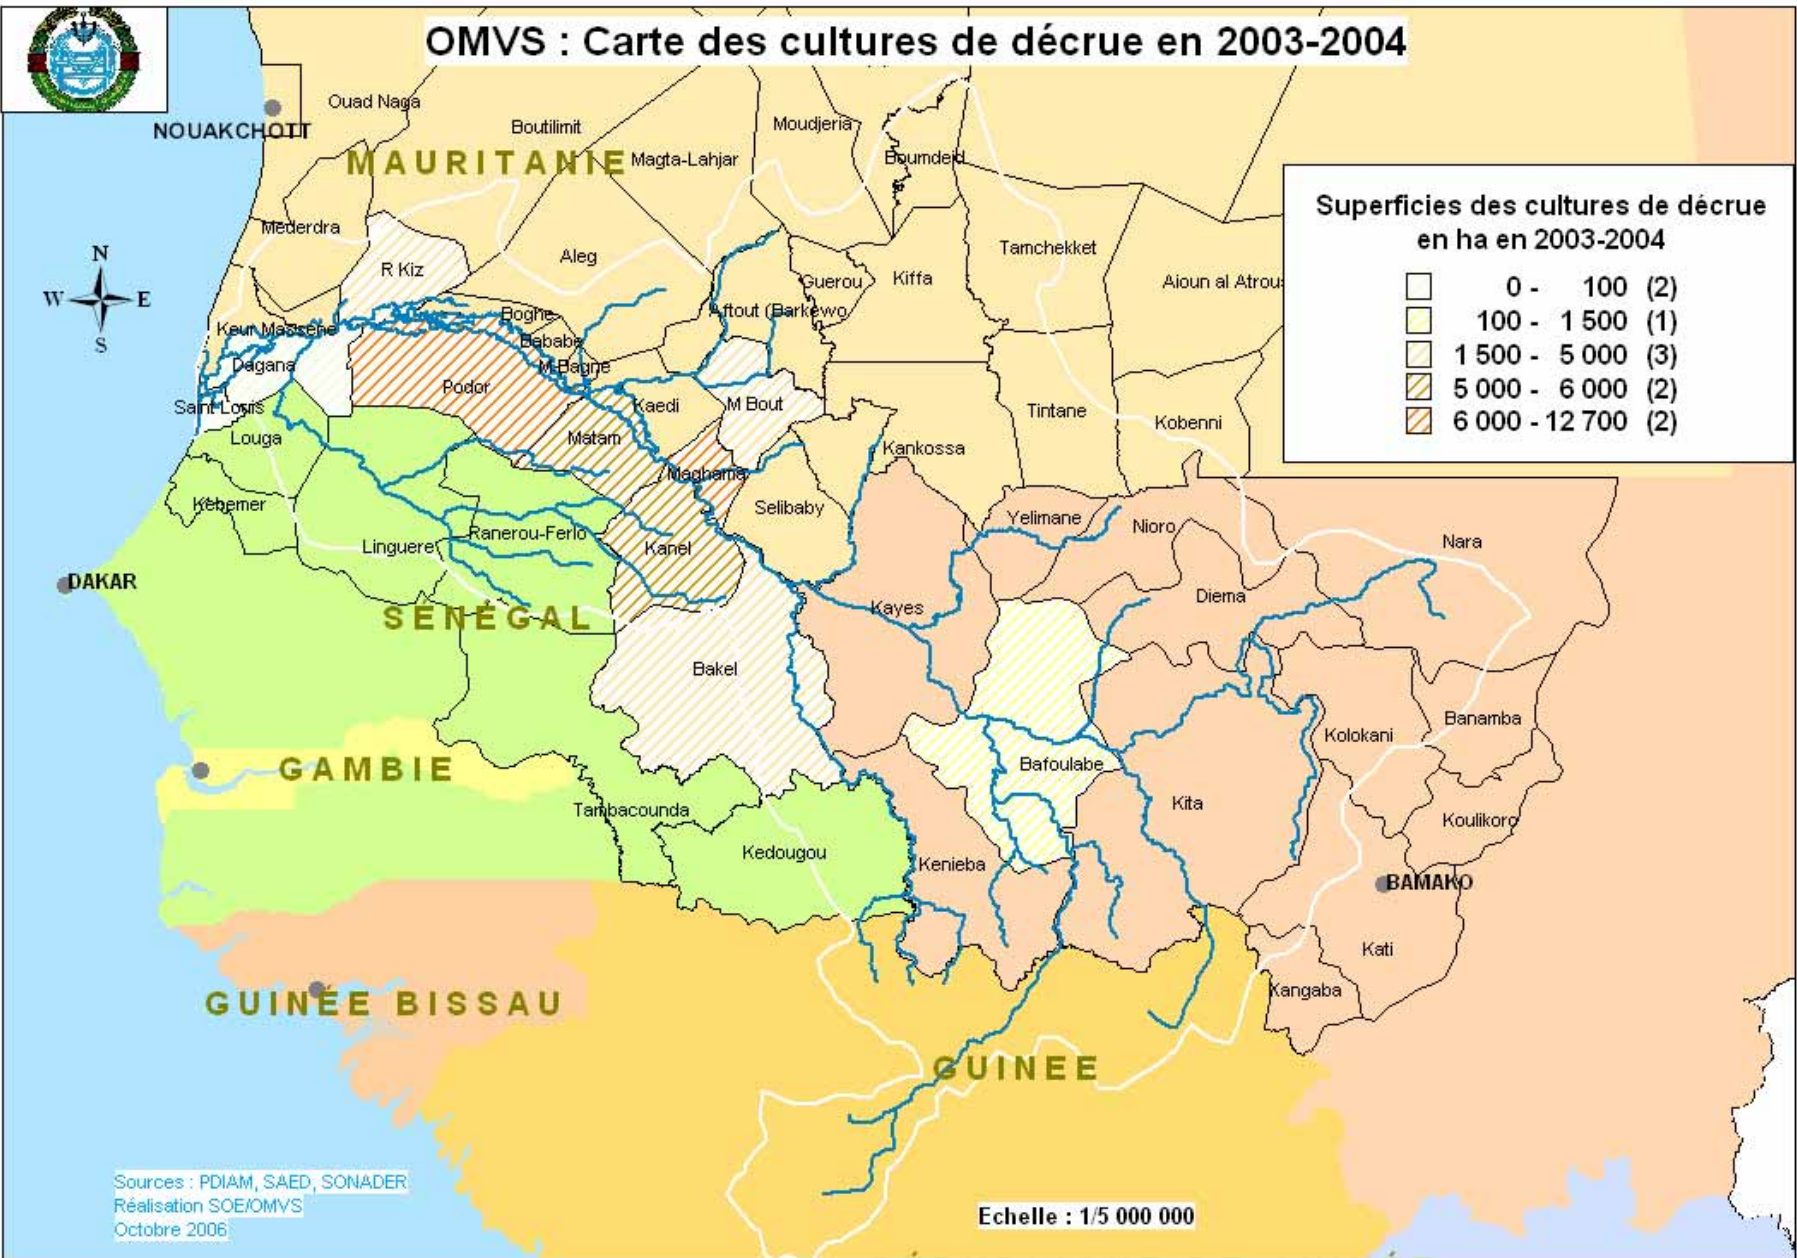 OMVS : Carte des cultures de décrue en 2003-2004
Ouad Naga
NOUAKCHOTT
Boutilimit
Moudjeria
MAURITANIE
Magta-Lahjar
Boumdeid
Superficies des cultures de décrue
en ha en 2003-2004
0 - 100 (2)
100 - 1 500 (1)
1 500 - 5 000 (3)
5 000 - 6 000 (2)
6 000 - 12 700 (2)
Mederdra
N
W E
S
R Kiz
Aleg
Guerou
Kiffa
Tamchekket
Aioun al Atrous
Keur Massene
Boghe
Aftout (Barkewo
Bababe
Dagana
M Bagne
Podor
Saint Loris
Kaedi
M Bout
Tintane
Kobenni
Louga
Matam
Kankossa
Maghama
Kebemer
Selibaby
Yelimane
Nioro
Nara
Linguere
Ranerou-Ferlo
Kanel
DAKAR
SÉNÉGAL
Kayes
Diema
Bakel
Banamba
Kolokani
GAMBIE
Bafoulabe
Kita
Tambacounda
Koulikoro
Kedougou
Kenieba
BAMAKO
Kati
GUINÉE BISSAU
Kangaba
GUINEE
Sources : PDIAM, SAED, SONADER
Réalisation SOE/OMVS
Octobre 2006
Echelle : 1/5 000 000